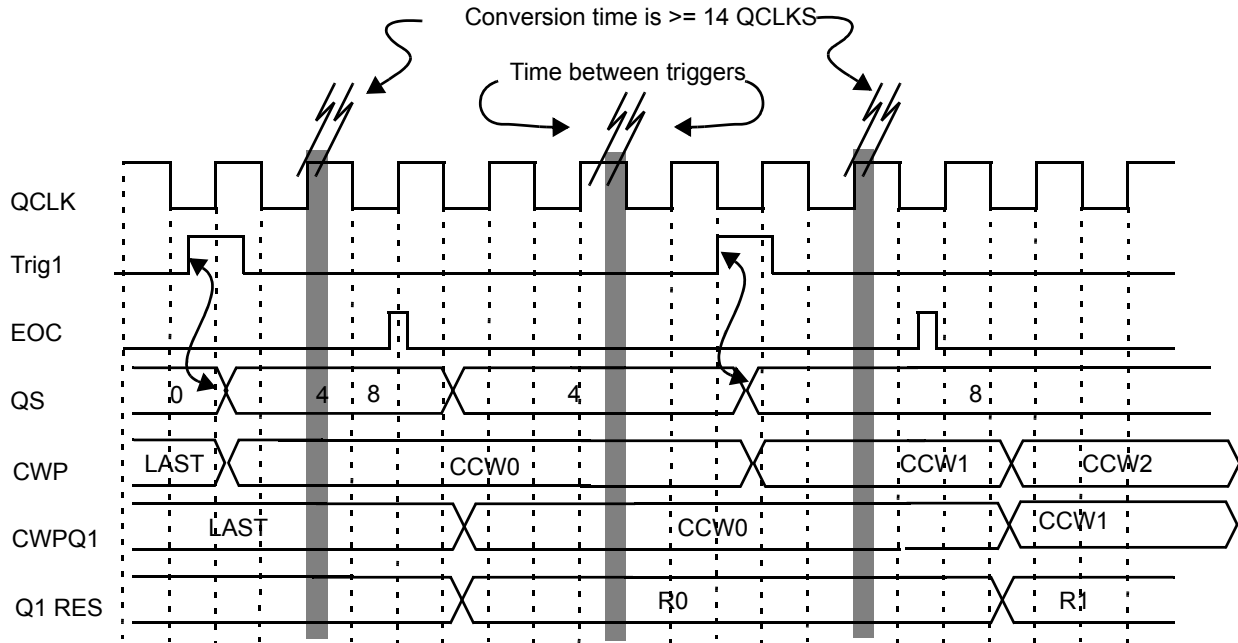 Conversion time is >= 14 QCLKS
Time between triggers
QCLK
Trig1
EOC
QS 0 4 8 4 8
CWP LAST CCW0 CCW1 CCW2
CWPQ1 LAST CCW0 CCW1
Q1 RES R0 R1